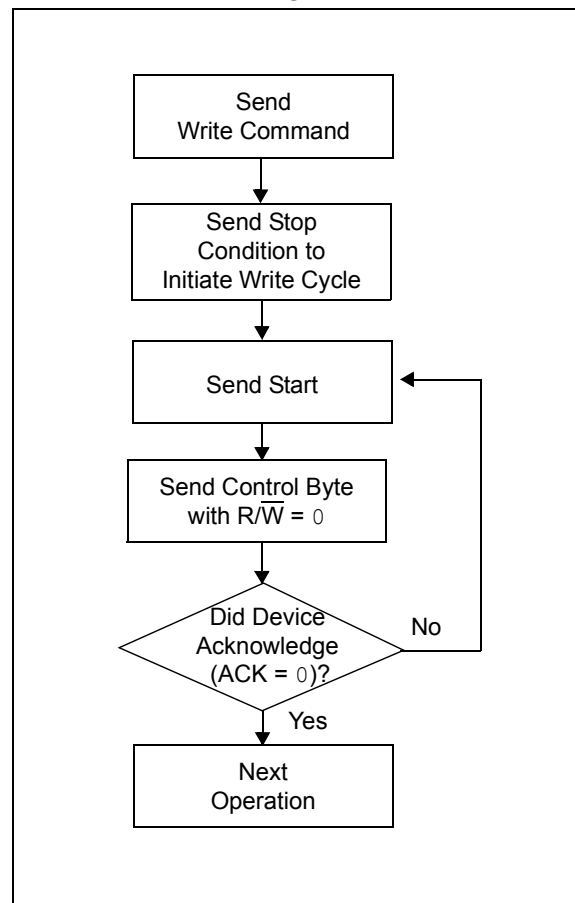 Send
Write Command
Send Stop
Condition to
Initiate Write Cycle
Send Start
Send Control Byte
with R/W̅ = 0
Did Device
Acknowledge
(ACK = 0)?
No
Yes
Next
Operation